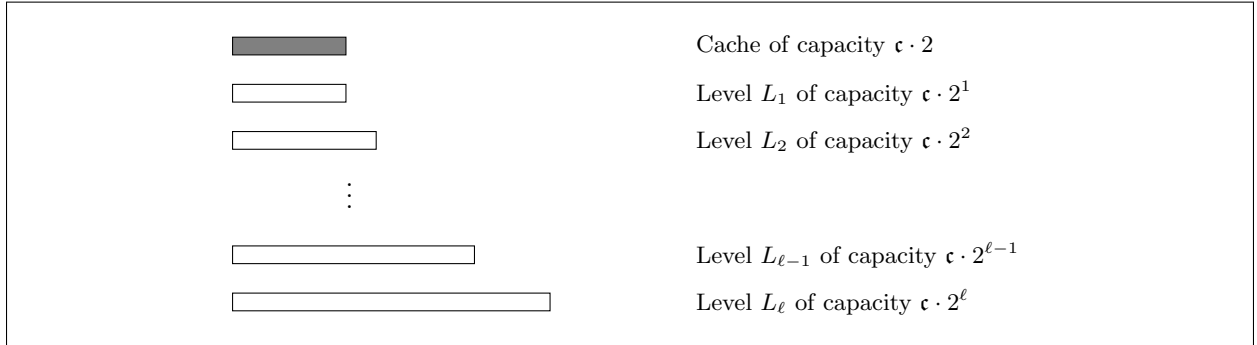 Cache of capacity 𝔠 · 2
Level L₁ of capacity 𝔠 · 2¹
Level L₂ of capacity 𝔠 · 2²
⋮
Level L_{ℓ−1} of capacity 𝔠 · 2^{ℓ−1}
Level L_ℓ of capacity 𝔠 · 2^ℓ